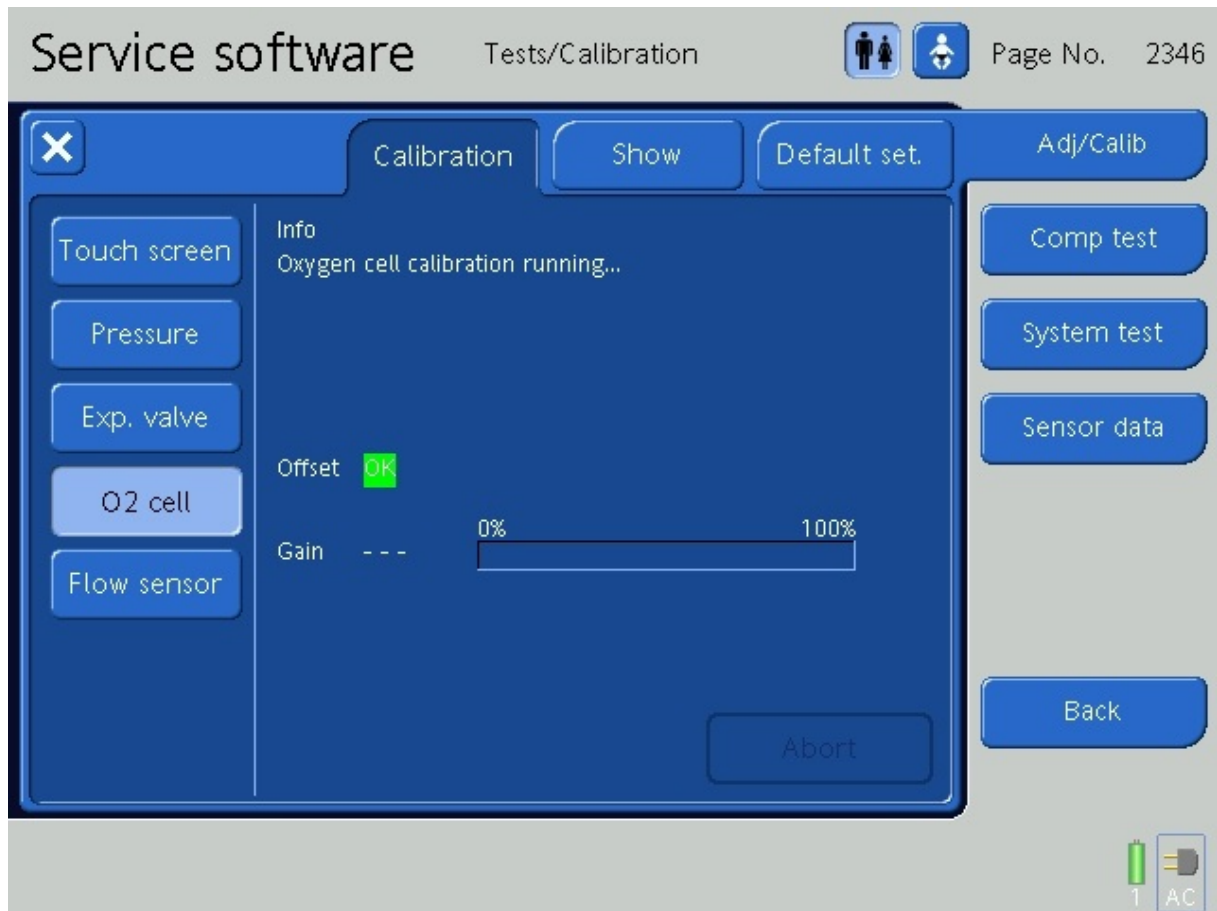 Service software Tests/Calibration Page No. 2346
Calibration Show Default set. Adj/Calib
Touch screen
Pressure
Exp. valve
O2 cell
Flow sensor
Info
Oxygen cell calibration running...
Offset OK
0% 100%
Gain - - -
Abort
Comp test
System test
Sensor data
Back
1 AC